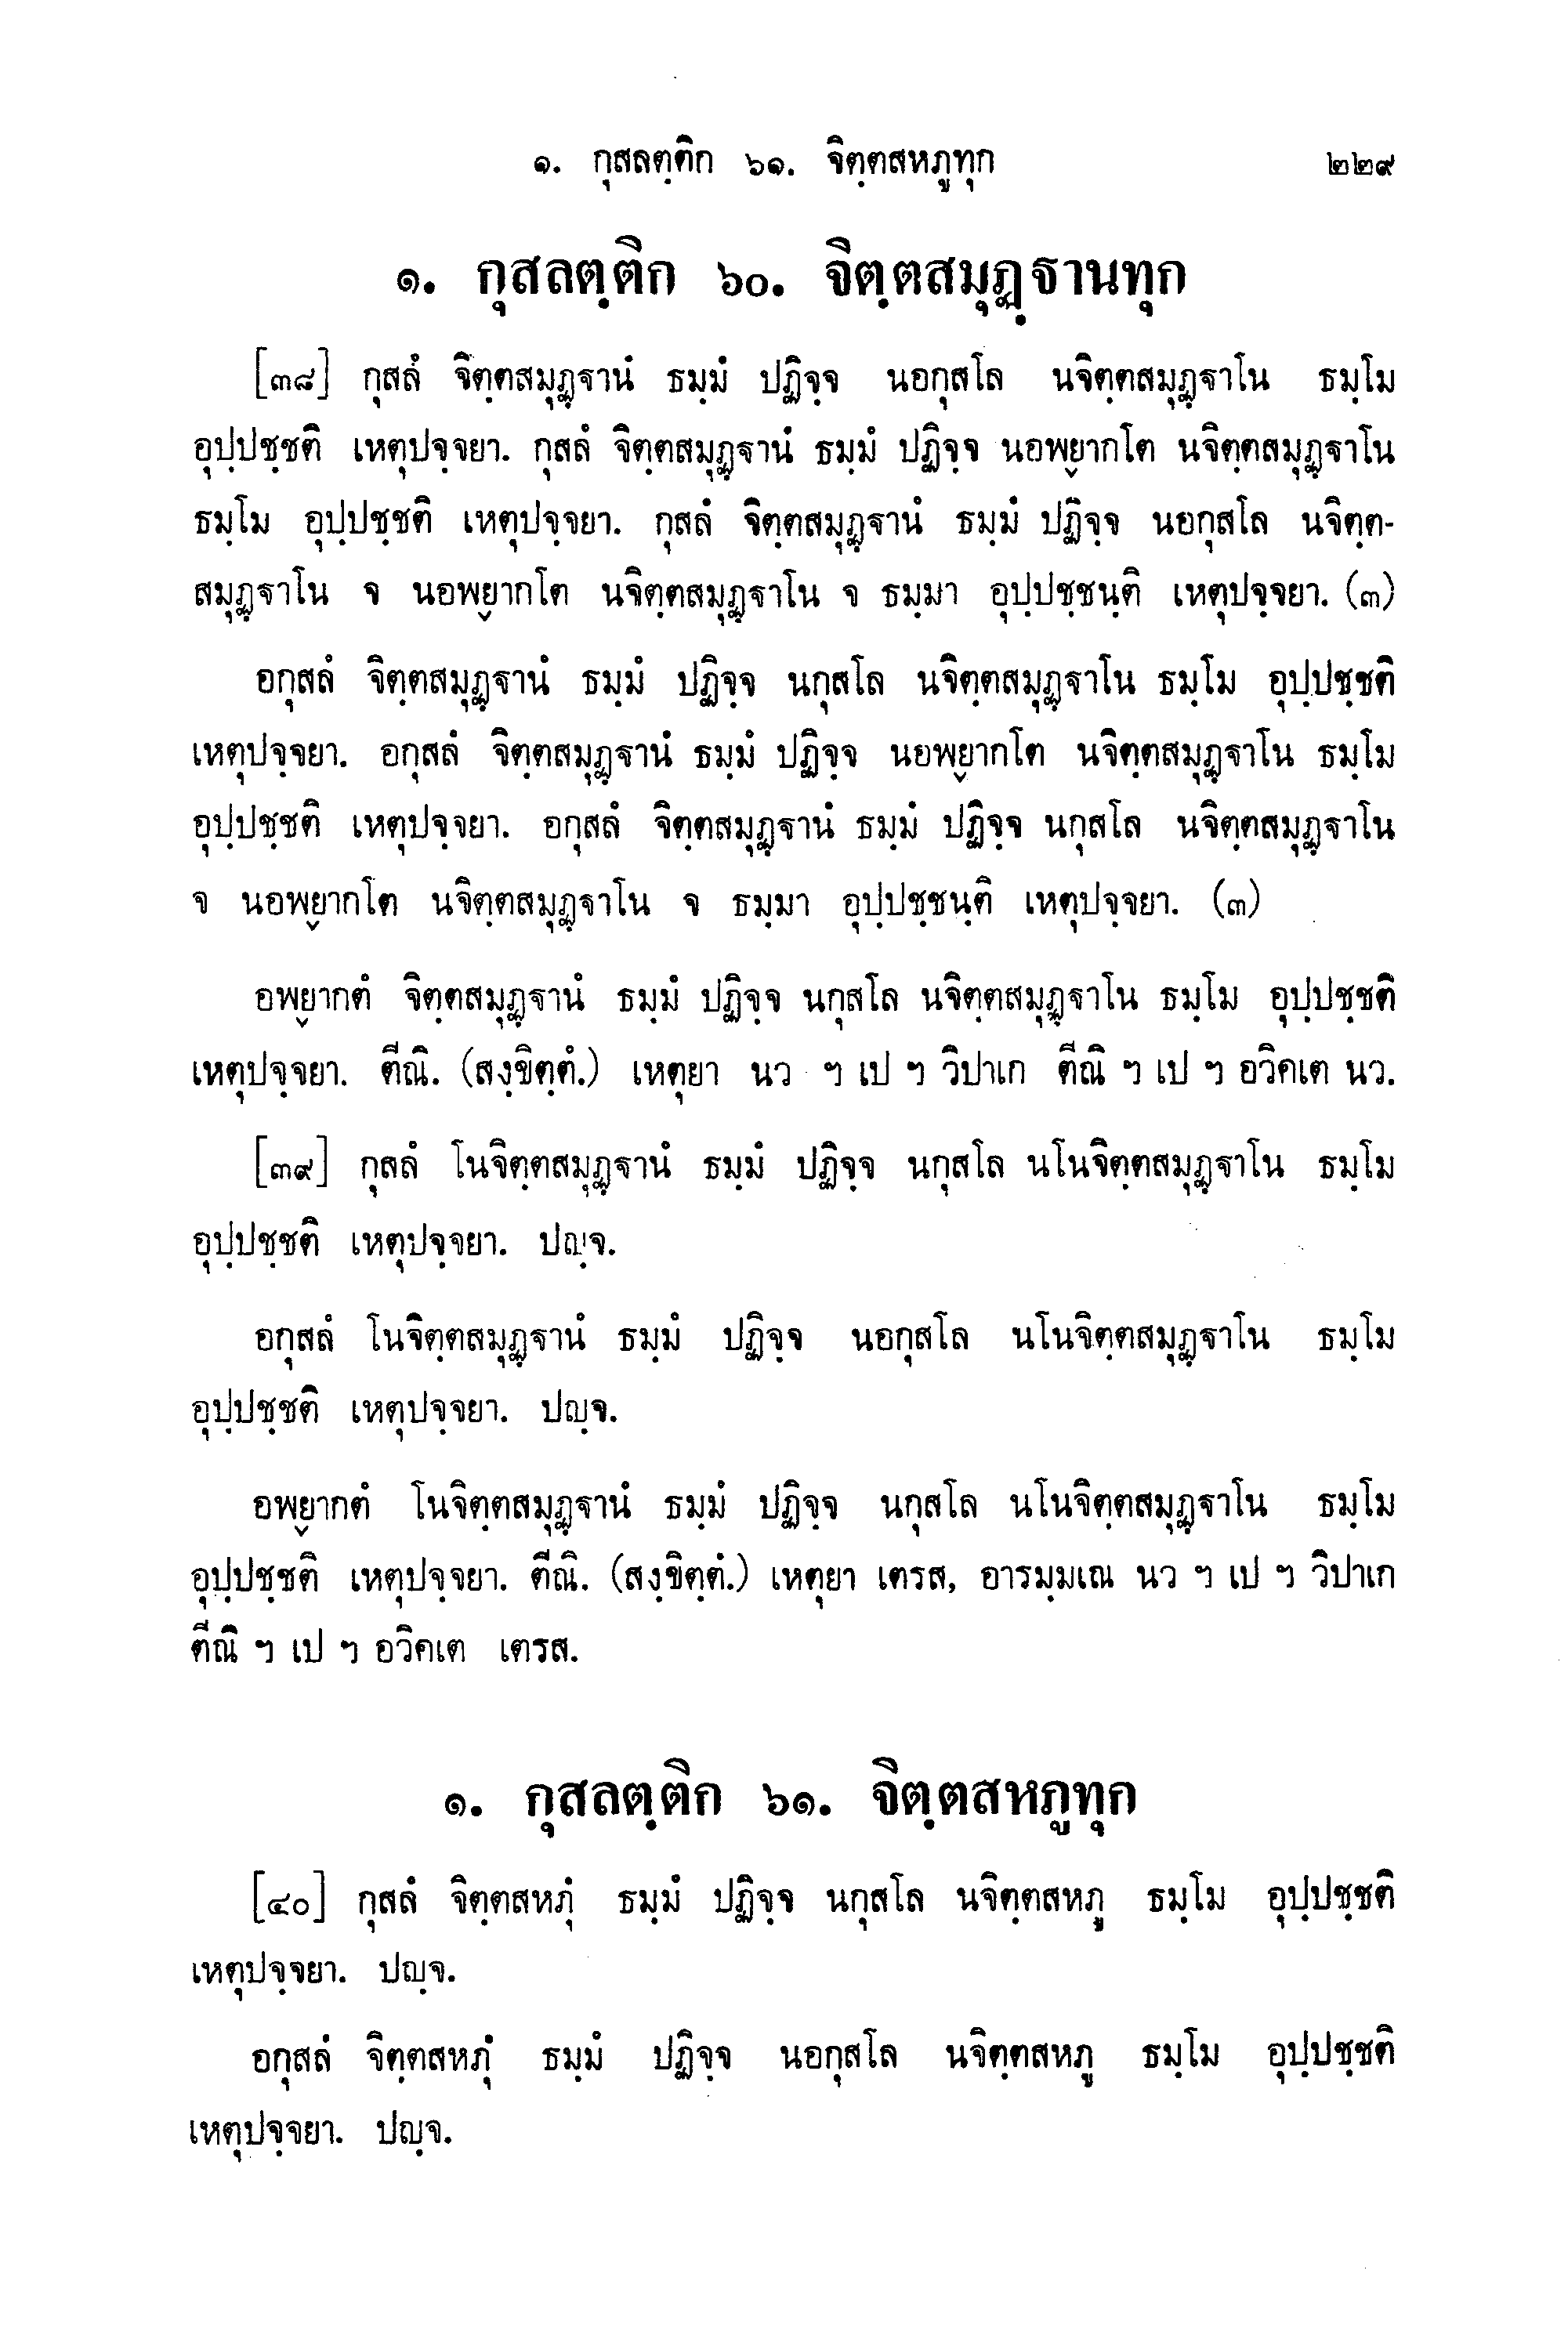 ๑. กุสลตฺติก ๖๑. จิตฺตสหภูทุก ๒๒๙
๑. กุสลตฺติก ๖๐. จิตฺตสมุฏฺฐานทุก
[๓๘] กุสลํ จิตฺตสมุฏฺฐานํ ธมฺมํ ปฏิจฺจ นอกุสโล นจิตฺตสมุฏฺฐาโน ธมฺโม
อุปฺปชฺชติ เหตุปจฺจยา. กุสลํ จิตฺตสมุฏฺฐานํ ธมฺมํ ปฏิจฺจ นอพฺยากโต นจิตฺตสมุฏฺฐาโน
ธมฺโม อุปฺปชฺชติ เหตุปจฺจยา. กุสลํ จิตฺตสมุฏฺฐานํ ธมฺมํ ปฏิจฺจ นอกุสโล นจิตฺต-
สมุฏฺฐาโน จ นอพฺยากโต นจิตฺตสมุฏฺฐาโน จ ธมฺมา อุปฺปชฺชนฺติ เหตุปจฺจยา. (๓)
อกุสลํ จิตฺตสมุฏฺฐานํ ธมฺมํ ปฏิจฺจ นกุสโล นจิตฺตสมุฏฺฐาโน ธมฺโม อุปฺปชฺชติ
เหตุปจฺจยา. อกุสลํ จิตฺตสมุฏฺฐานํ ธมฺมํ ปฏิจฺจ นอพฺยากโต นจิตฺตสมุฏฺฐาโน ธมฺโม
อุปฺปชฺชติ เหตุปจฺจยา. อกุสลํ จิตฺตสมุฏฺฐานํ ธมฺมํ ปฏิจฺจ นกุสโล นจิตฺตสมุฏฺฐาโน
จ นอพฺยากโต นจิตฺตสมุฏฺฐาโน จ ธมฺมา อุปฺปชฺชนฺติ เหตุปจฺจยา. (๓)
อพฺยากตํ จิตฺตสมุฏฺฐานํ ธมฺมํ ปฏิจฺจ นกุสโล นจิตฺตสมุฏฺฐาโน ธมฺโม อุปฺปชฺชติ
เหตุปจฺจยา. ตีณิ. (สงฺขิตฺตํ.) เหตุยา นว ฯ เป ฯ วิปาเก ตีณิ ฯ เป ฯ อวิคเต นว.
[๓๙] กุสลํ โนจิตฺตสมุฏฺฐานํ ธมฺมํ ปฏิจฺจ นกุสโล นโนจิตฺตสมุฏฺฐาโน ธมฺโม
อุปฺปชฺชติ เหตุปจฺจยา. ปญฺจ.
อกุสลํ โนจิตฺตสมุฏฺฐานํ ธมฺมํ ปฏิจฺจ นอกุสโล นโนจิตฺตสมุฏฺฐาโน ธมฺโม
อุปฺปชฺชติ เหตุปจฺจยา. ปญฺจ.
อพฺยากตํ โนจิตฺตสมุฏฺฐานํ ธมฺมํ ปฏิจฺจ นกุสโล นโนจิตฺตสมุฏฺฐาโน ธมฺโม
อุปฺปชฺชติ เหตุปจฺจยา. ตีณิ. (สงฺขิตฺตํ.) เหตุยา เตรส, อารมฺมเณ นว ฯ เป ฯ วิปาเก
ตีณิ ฯ เป ฯ อวิคเต เตรส.
๑. กุสลตฺติก ๖๑. จิตฺตสหภูทุก
[๔๐] กุสลํ จิตฺตสหภุํ ธมฺมํ ปฏิจฺจ นกุสโล นจิตฺตสหภู ธมฺโม อุปฺปชฺชติ
เหตุปจฺจยา. ปญฺจ.
อกุสลํ จิตฺตสหภุํ ธมฺมํ ปฏิจฺจ นอกุสโล นจิตฺตสหภู ธมฺโม อุปฺปชฺชติ
เหตุปจฺจยา. ปญฺจ.